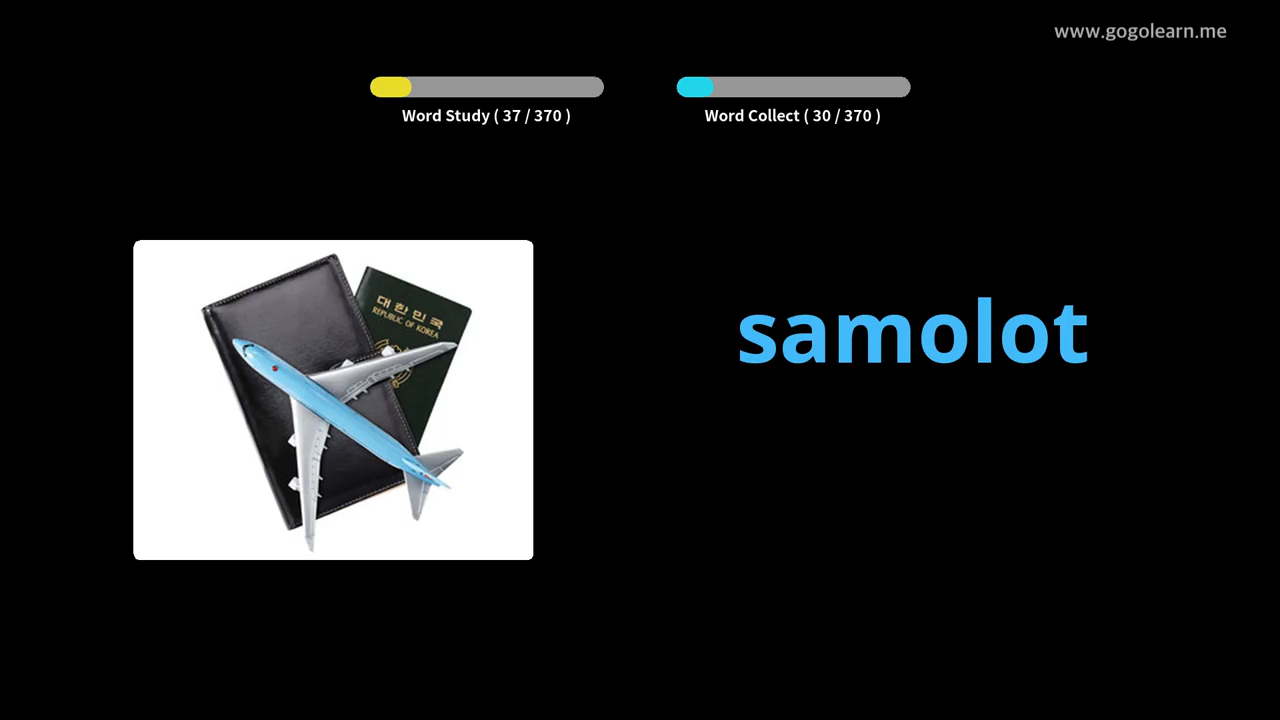 www.gogolearn.me
Word Study ( 37 / 370 )
Word Collect ( 30 / 370 )
대한민국
REPUBLIC OF KOREA
samolot